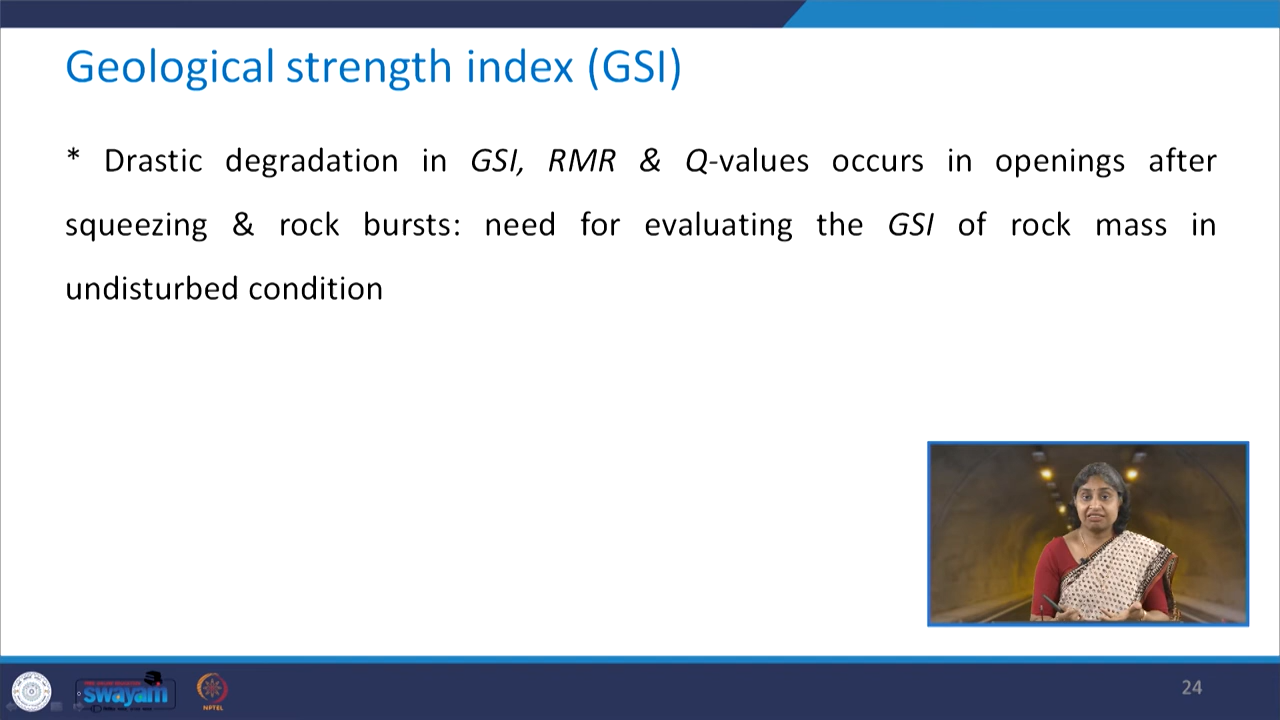 Geological strength index (GSI)
* Drastic degradation in GSI, RMR & Q-values occurs in openings after
squeezing & rock bursts: need for evaluating the GSI of rock mass in
undisturbed condition
swayam
NPTEL
24